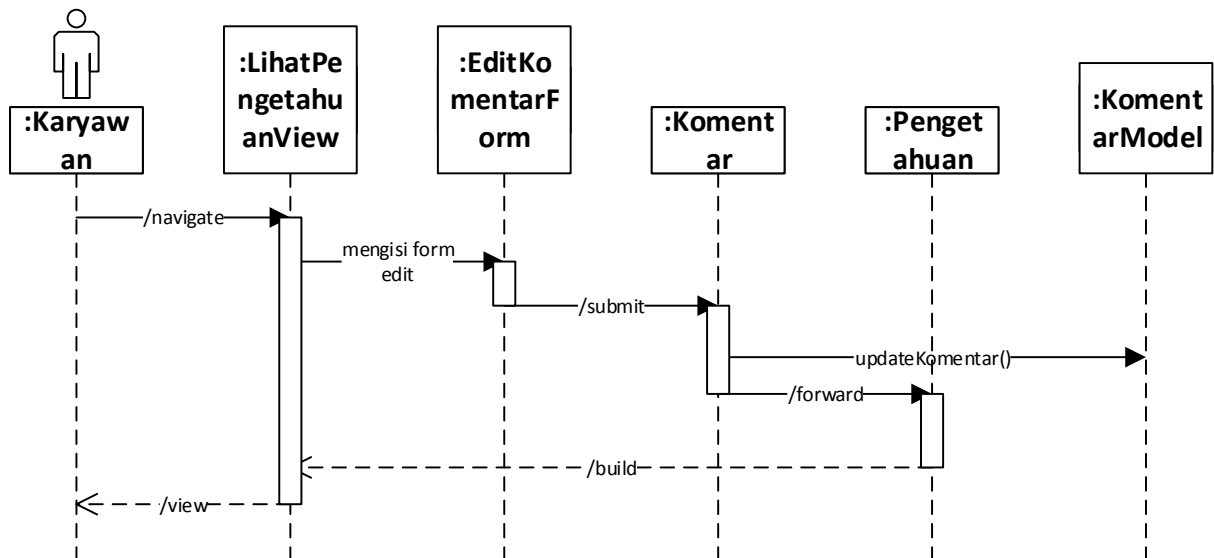 :Karyaw
an
:LihatPe
ngetahu
anView
:EditKo
mentarF
orm
:Koment
ar
:Penget
ahuan
:Koment
arModel
/navigate
mengisi form
edit
/submit
updateKomentar()
/forward
/build
/view